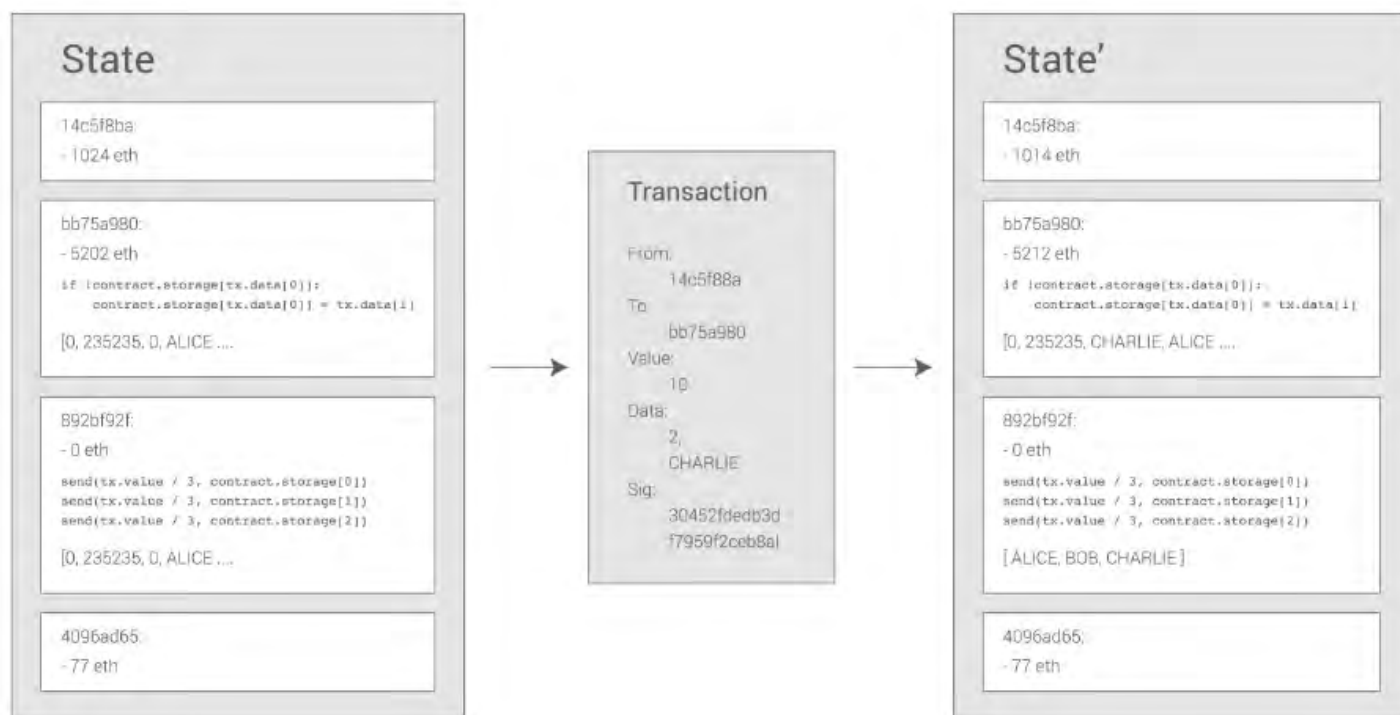 State
14c5f8ba:
- 1024 eth
bb75a980:
- 5202 eth
if !contract.storage[tx.data[0]]:
contract.storage[tx.data[0]] = tx.data[1]
[0, 235235, 0, ALICE ....
892bf92f:
- 0 eth
send(tx.value / 3, contract.storage[0])
send(tx.value / 3, contract.storage[1])
send(tx.value / 3, contract.storage[2])
[0, 235235, 0, ALICE ....
4096ad65:
- 77 eth
Transaction
From:
14c5f88a
To
bb75a980
Value:
10
Data:
2,
CHARLIE
Sig:
30452fdedb3d
f7959f2ceb8a1
State'
14c5f8ba:
- 1014 eth
bb75a980:
- 5212 eth
if !contract.storage[tx.data[0]]:
contract.storage[tx.data[0]] = tx.data[1]
[0, 235235, CHARLIE, ALICE ....
892bf92f:
- 0 eth
send(tx.value / 3, contract.storage[0])
send(tx.value / 3, contract.storage[1])
send(tx.value / 3, contract.storage[2])
[ ALICE, BOB, CHARLIE ]
4096ad65:
- 77 eth